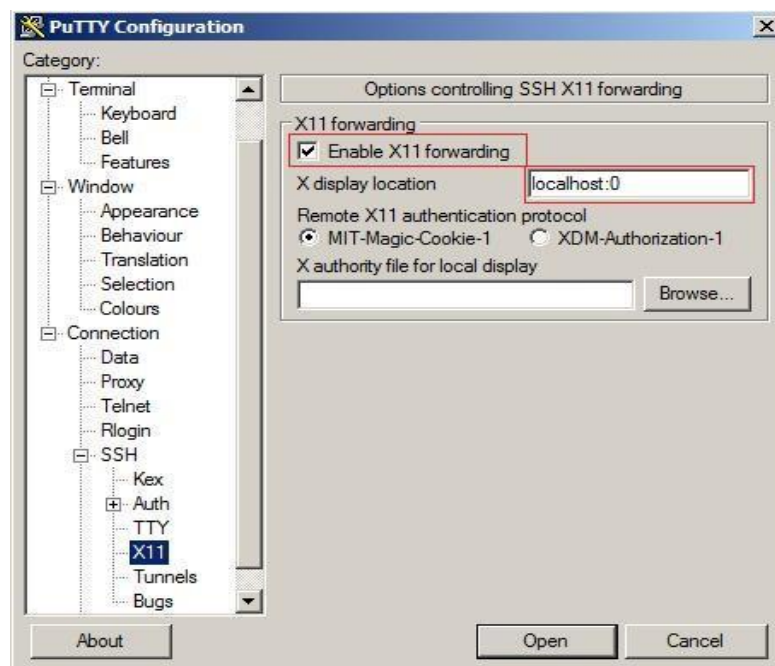 PuTTY Configuration
Category:
Terminal
Keyboard
Bell
Features
Window
Appearance
Behaviour
Translation
Selection
Colours
Connection
Data
Proxy
Telnet
Rlogin
SSH
Kex
Auth
TTY
X11
Tunnels
Bugs
Options controlling SSH X11 forwarding
X11 forwarding
Enable X11 forwarding
X display location localhost:0
Remote X11 authentication protocol
MIT-Magic-Cookie-1 XDM-Authorization-1
X authority file for local display
Browse...
About Open Cancel